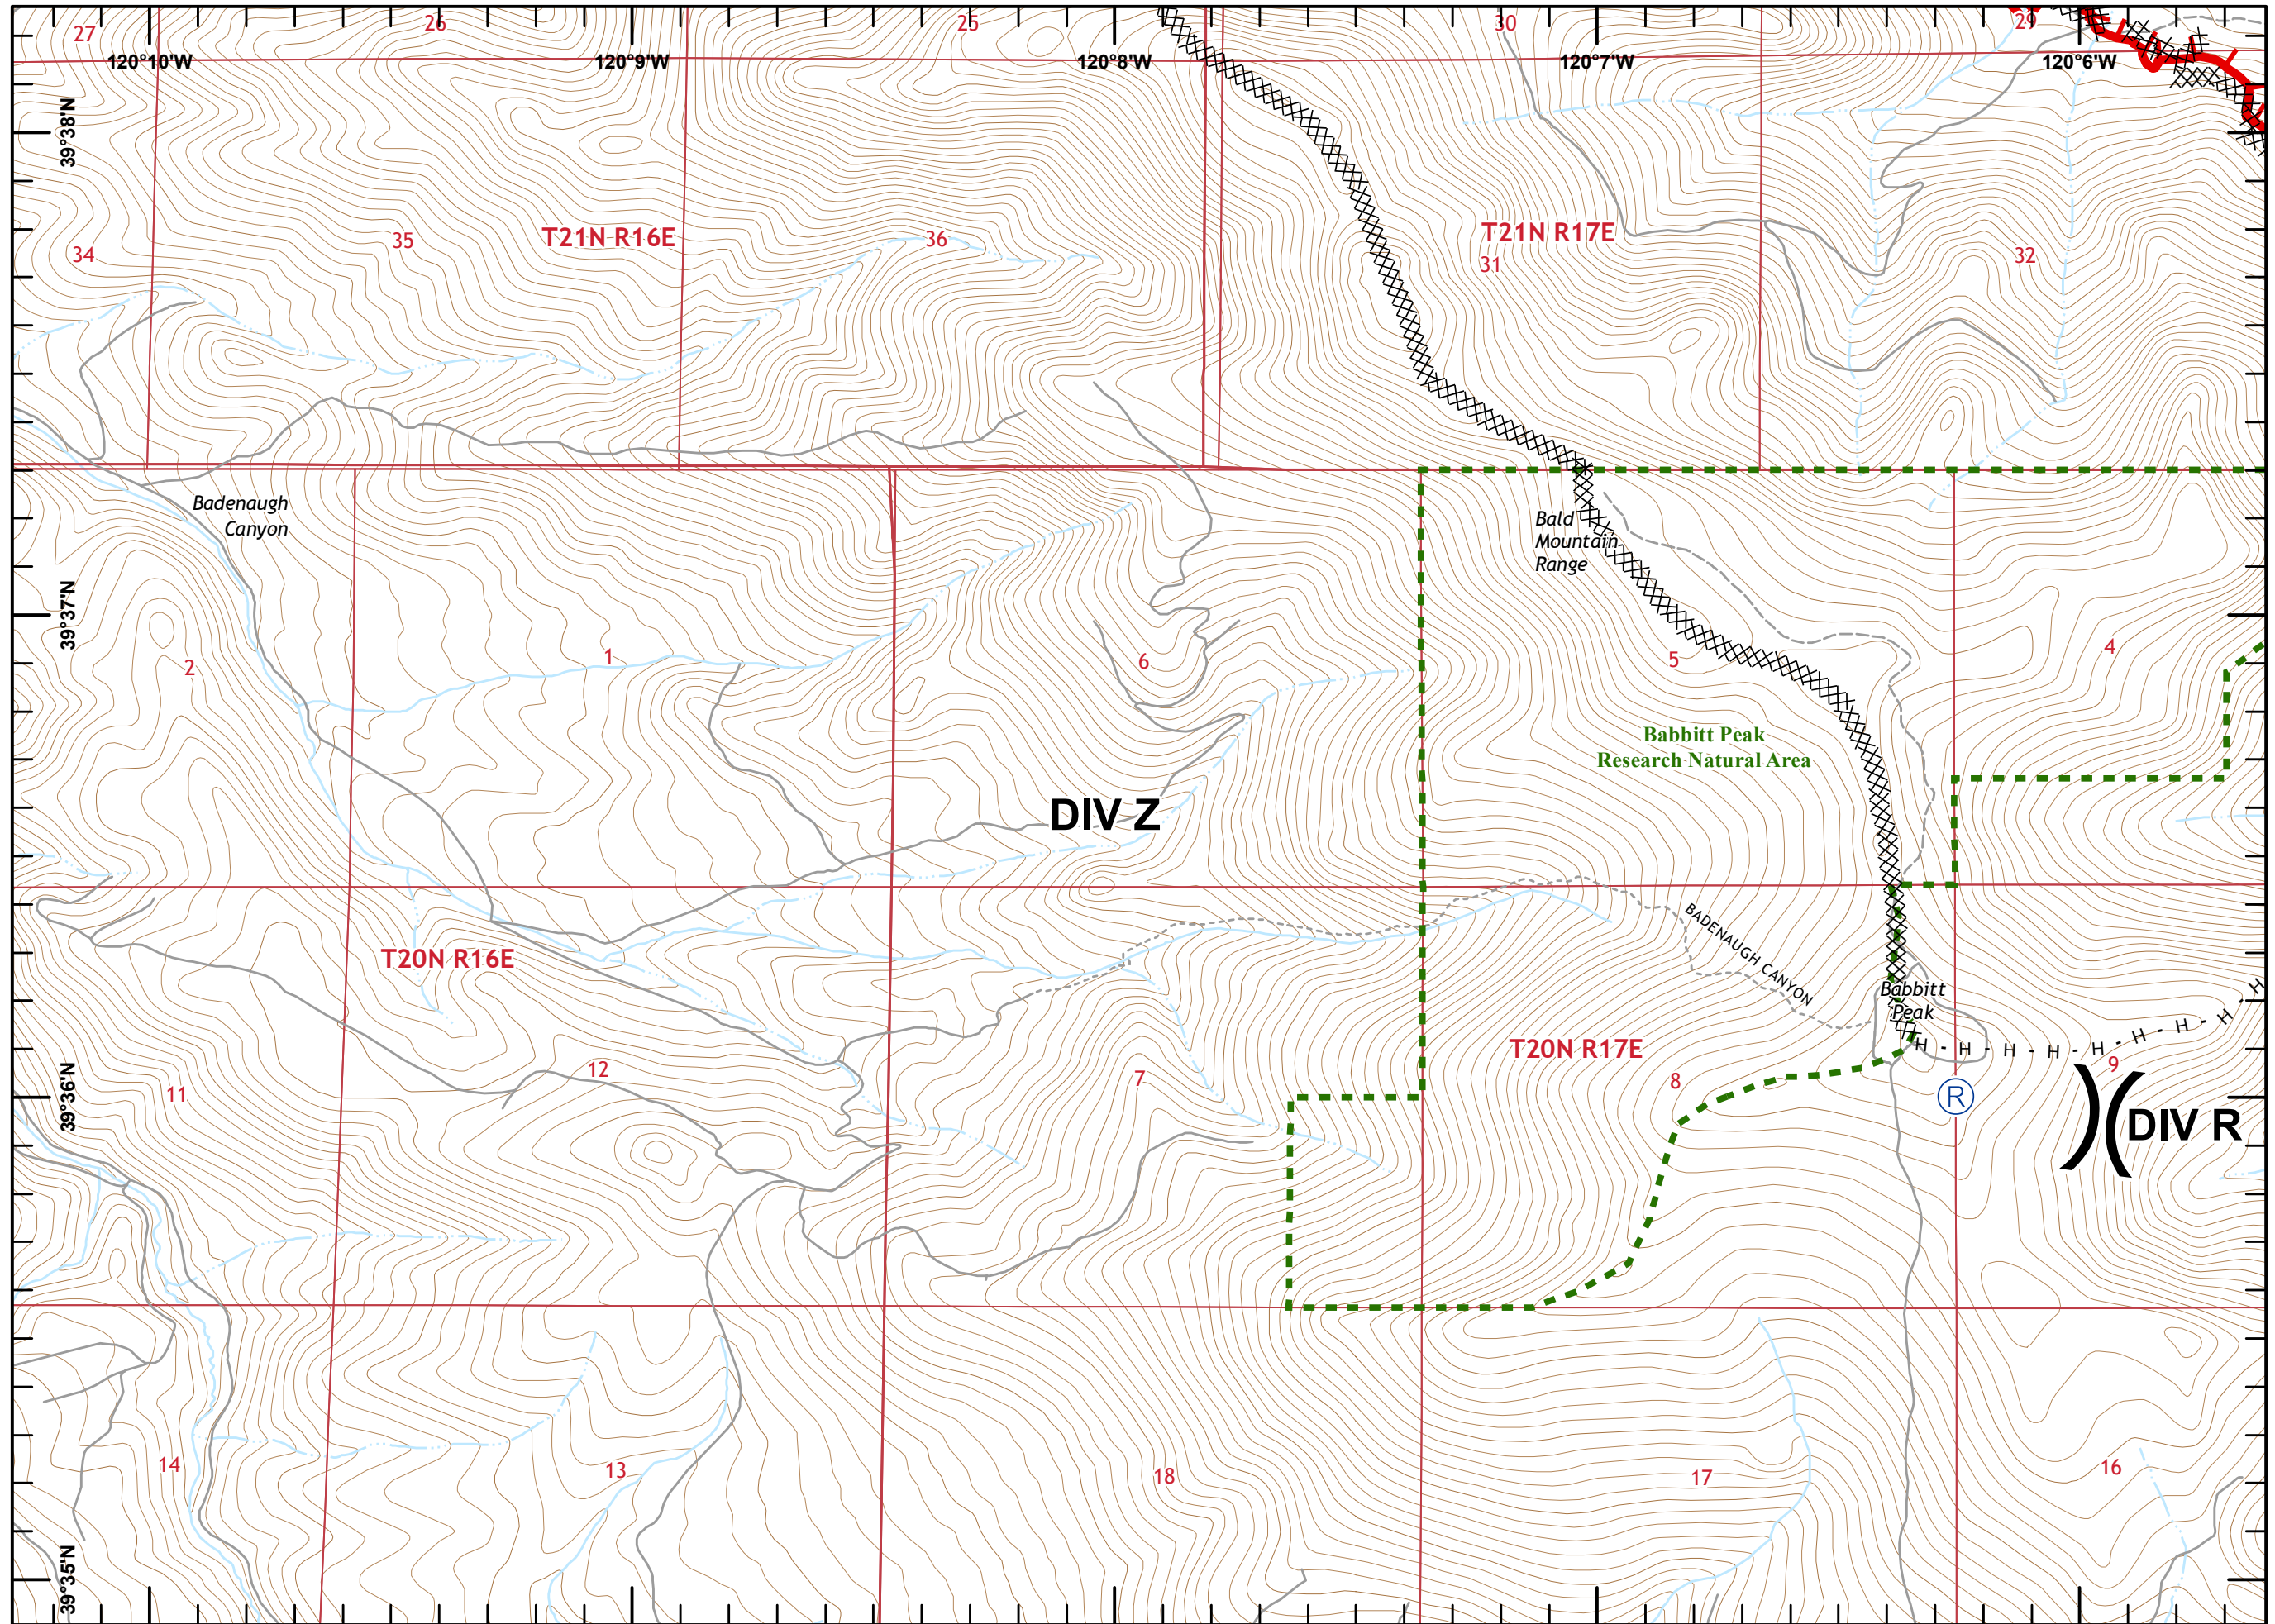 27
26
25
30
29
120°10'W
120°9'W
120°8'W
120°7'W
120°6'W
39°38'N
34
35
T21N R16E
36
T21N R17E
31
32
Badenaugh
Canyon
Bald
Mountain
Range
39°37'N
2
1
6
5
4
Babbitt Peak
Research Natural Area
DIV Z
T20N R16E
BADENAUGH CANYON
Babbitt
Peak
H - H - H - H - H - H - H - H - H
T20N R17E
39°36'N
11
12
7
8
9
R
)( DIV R
14
13
18
17
16
39°35'N